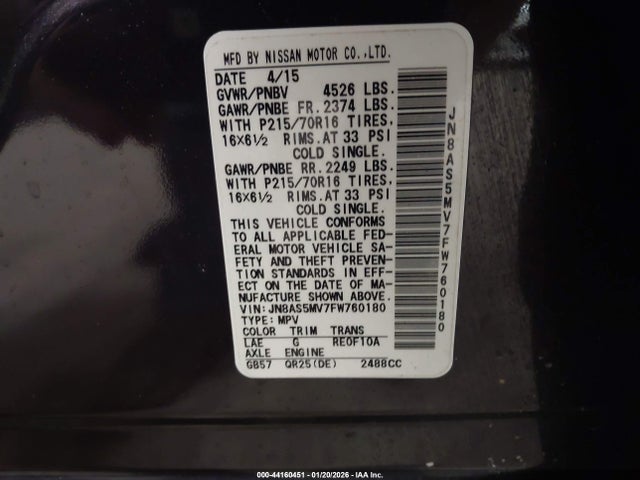 MFD BY NISSAN MOTOR CO.,LTD.
DATE 4/15
GVWR/PNBV 4526 LBS.
GAWR/PNBE FR. 2374 LBS.
WITH P215/70R16 TIRES,
16X6½ RIMS.AT 33 PSI
COLD SINGLE.
GAWR/PNBE RR. 2249 LBS.
WITH P215/70R16 TIRES,
16X6½ RIMS.AT 33 PSI
COLD SINGLE.
THIS VEHICLE CONFORMS
TO ALL APPLICABLE FED-
ERAL MOTOR VEHICLE SA-
FETY AND THEFT PREVEN-
TION STANDARDS IN EFF-
ECT ON THE DATE OF MA-
NUFACTURE SHOWN ABOVE.
VIN:JN8AS5MV7FW760180
TYPE:MPV
COLOR TRIM TRANS
LAE G RE0F10A
AXLE ENGINE
GB57 QR25(DE) 2488CC
JN8AS5MV7FW760180
000-44160451 - 01/20/2026 - IAA Inc.